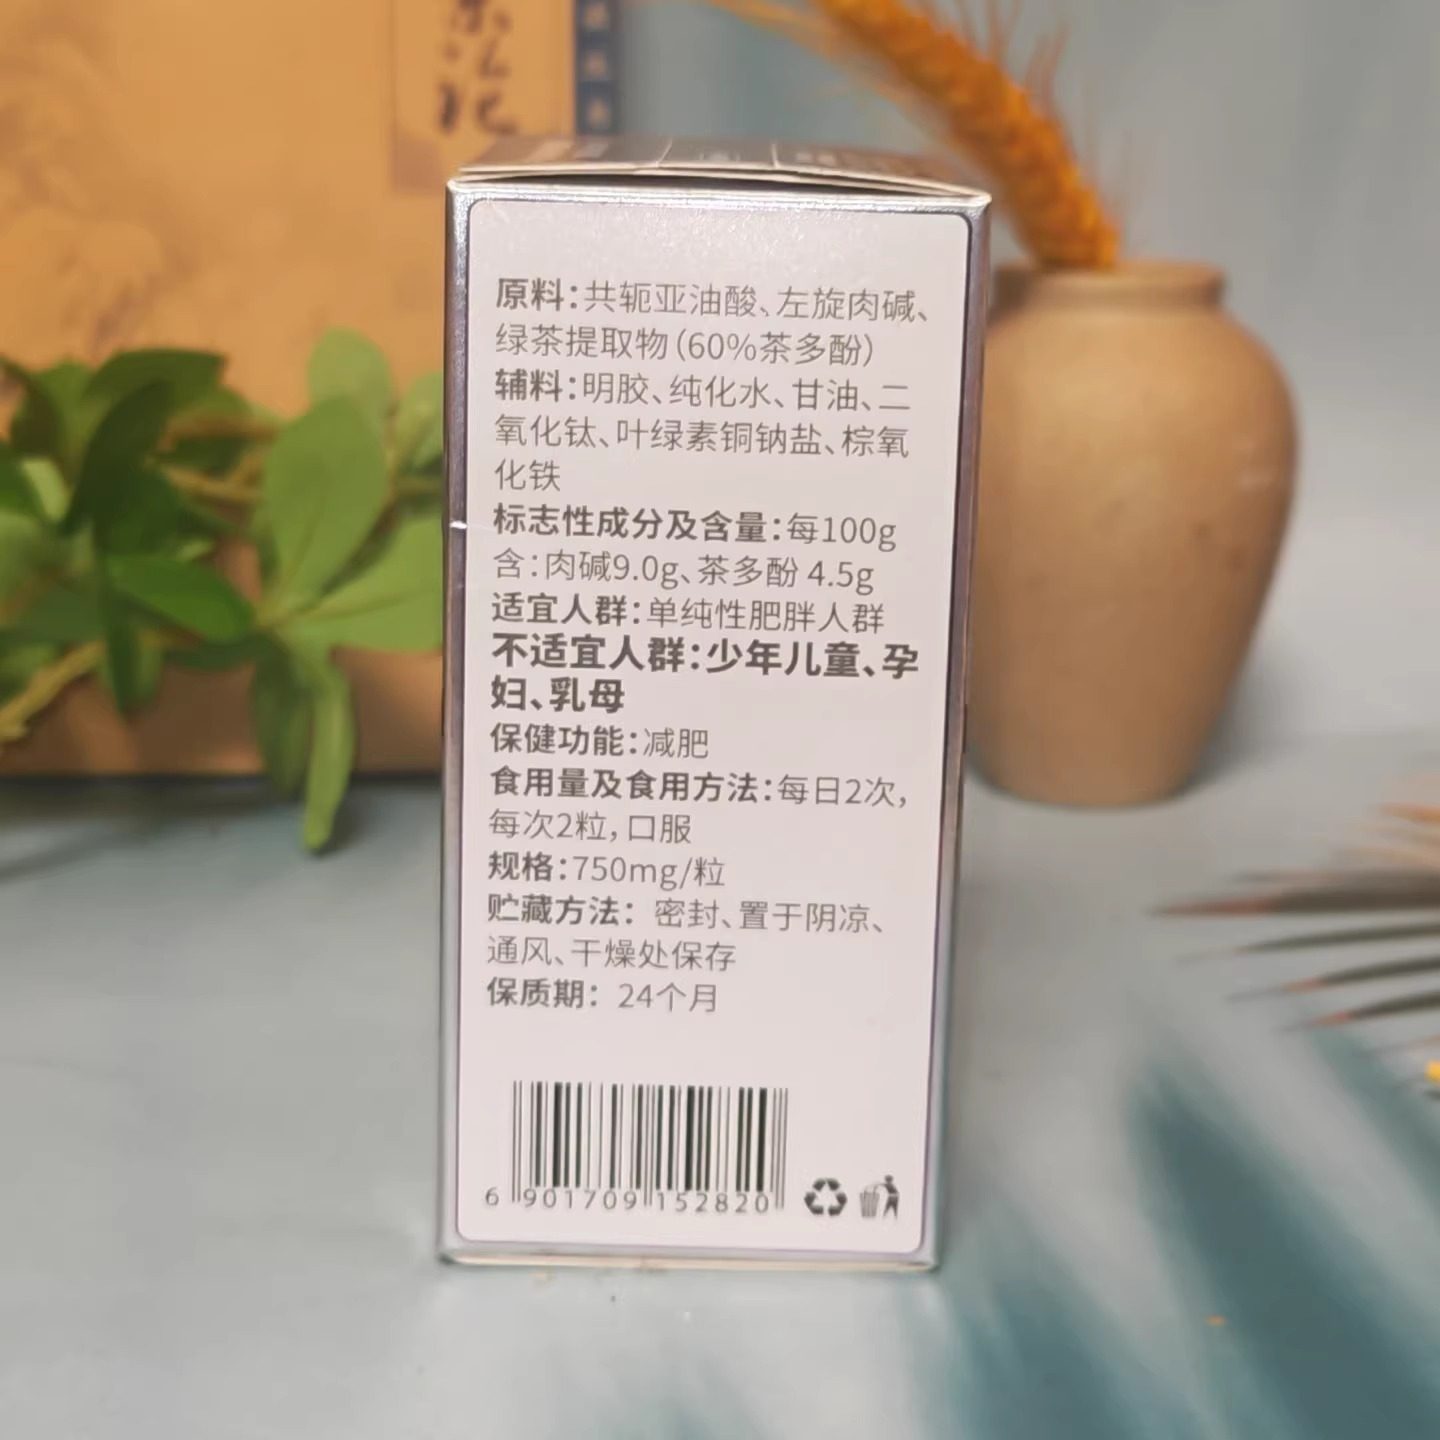 原料：共轭亚油酸、左旋肉碱、
绿茶提取物（60%茶多酚）
辅料：明胶、纯化水、甘油、二
氧化钛、叶绿素铜钠盐、棕氧
化铁
标志性成分及含量：每100g
含：肉碱9.0g、茶多酚 4.5g
适宜人群：单纯性肥胖人群
不适宜人群：少年儿童、孕
妇、乳母
保健功能：减肥
食用量及食用方法：每日2次，
每次2粒，口服
规格：750mg/粒
贮藏方法： 密封、置于阴凉、
通风、干燥处保存
保质期： 24个月
6 901709 152820